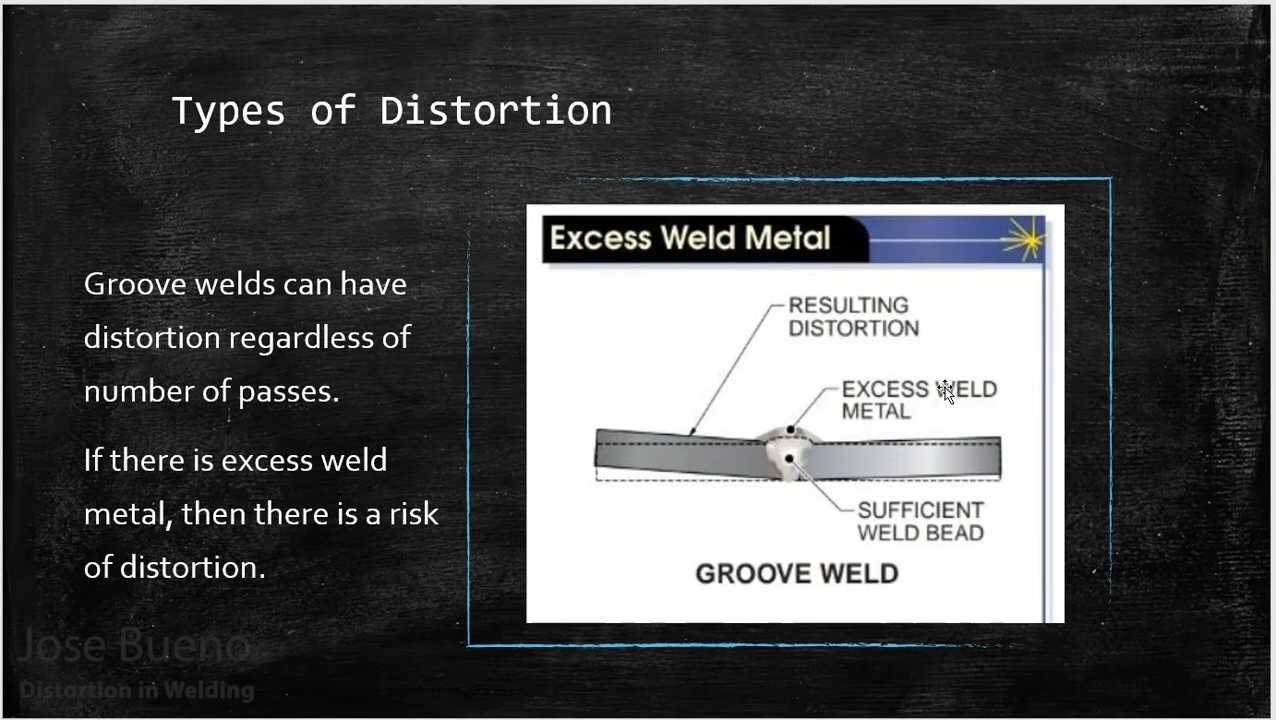 Types of Distortion
Groove welds can have
distortion regardless of
number of passes.
If there is excess weld
metal, then there is a risk
of distortion.
Excess Weld Metal
RESULTING
DISTORTION
EXCESS WELD
METAL
SUFFICIENT
WELD BEAD
GROOVE WELD
Jose Bueno
Distortion in Welding